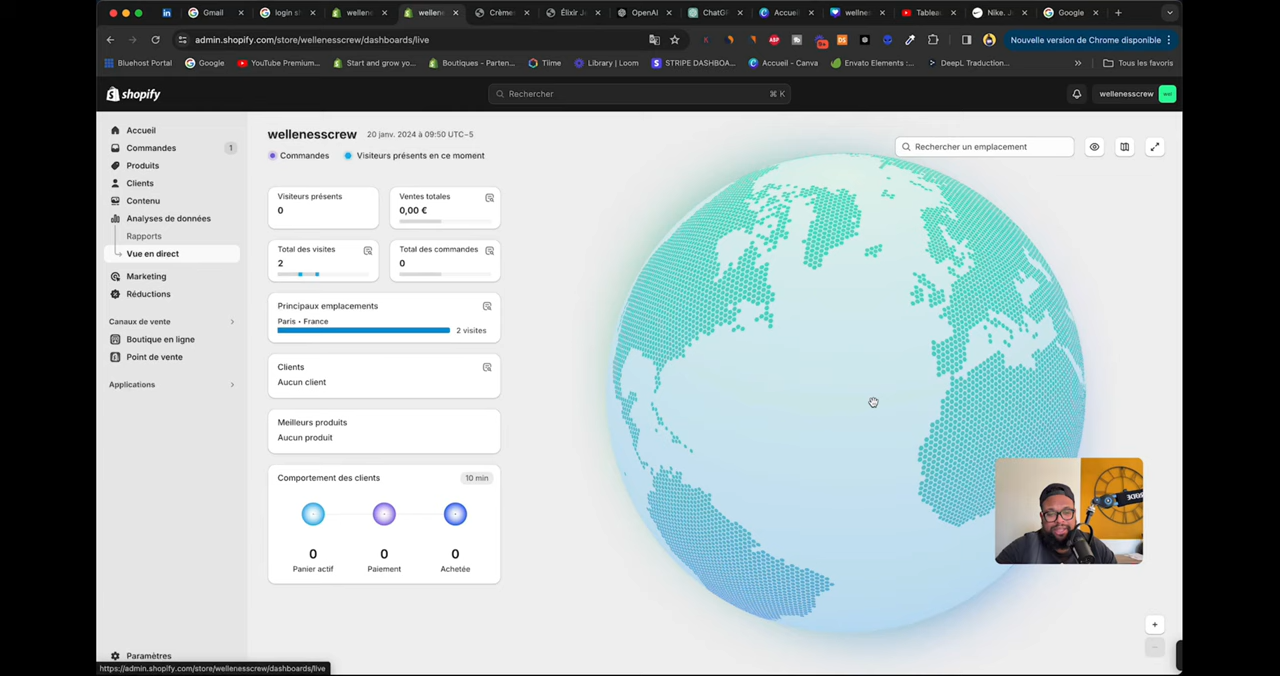 Gmail
login sh
wellene
wellene
Crème
Élixir Je
OpenAI
ChatG
Accueil
wellnes
Tableau
Nike. J
Google
admin.shopify.com/store/wellenesscrew/dashboards/live
Nouvelle version de Chrome disponible
Bluehost Portal
Google
YouTube Premium...
Start and grow yo...
Boutiques - Parten...
Tiime
Library | Loom
STRIPE DASHBOA...
Accueil - Canva
Envato Elements :...
DeepL Traduction...
Tous les favoris
shopify
Rechercher
⌘ K
wellenesscrew
wel
Accueil
Commandes
1
Produits
Clients
Contenu
Analyses de données
Rapports
Vue en direct
Marketing
Réductions
Canaux de vente
Boutique en ligne
Point de vente
Applications
Paramètres
https://admin.shopify.com/store/wellenesscrew/dashboards/live
wellenesscrew 20 janv. 2024 à 09:50 UTC−5
Commandes
Visiteurs présents en ce moment
Rechercher un emplacement
Visiteurs présents
0
Ventes totales
0,00 €
Total des visites
2
Total des commandes
0
Principaux emplacements
Paris • France
2 visites
Clients
Aucun client
Meilleurs produits
Aucun produit
Comportement des clients
10 min
0
Panier actif
0
Paiement
0
Achetée